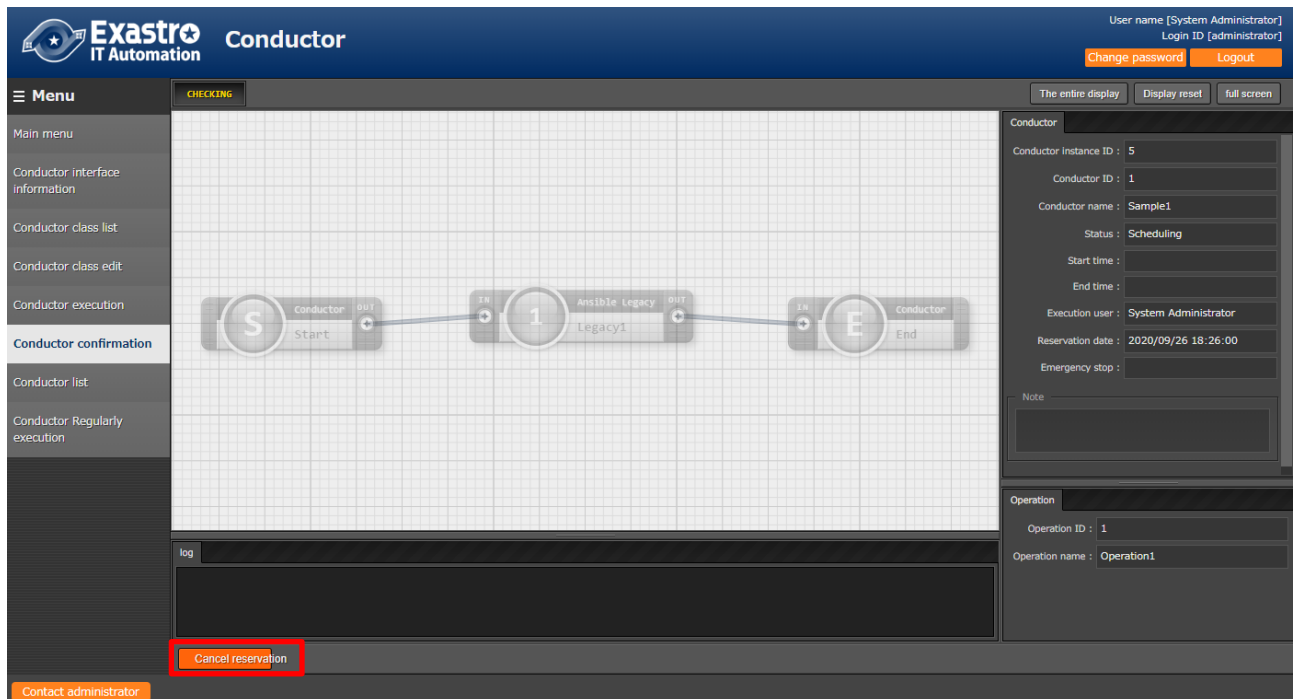 Exastro
IT Automation
Conductor
User name [System Administrator]
Login ID [administrator]
Change password
Logout
☰ Menu
Main menu
Conductor interface
information
Conductor class list
Conductor class edit
Conductor execution
Conductor confirmation
Conductor list
Conductor Regularly
execution
CHECKING
The entire display
Display reset
full screen
S
Conductor
OUT
Start
IN
1
Ansible Legacy
OUT
Legacy1
IN
E
Conductor
End
log
Cancel reservation
Conductor
Conductor instance ID : 5
Conductor ID : 1
Conductor name : Sample1
Status : Scheduling
Start time :
End time :
Execution user : System Administrator
Reservation date : 2020/09/26 18:26:00
Emergency stop :
Note
Operation
Operation ID : 1
Operation name : Operation1
Contact administrator